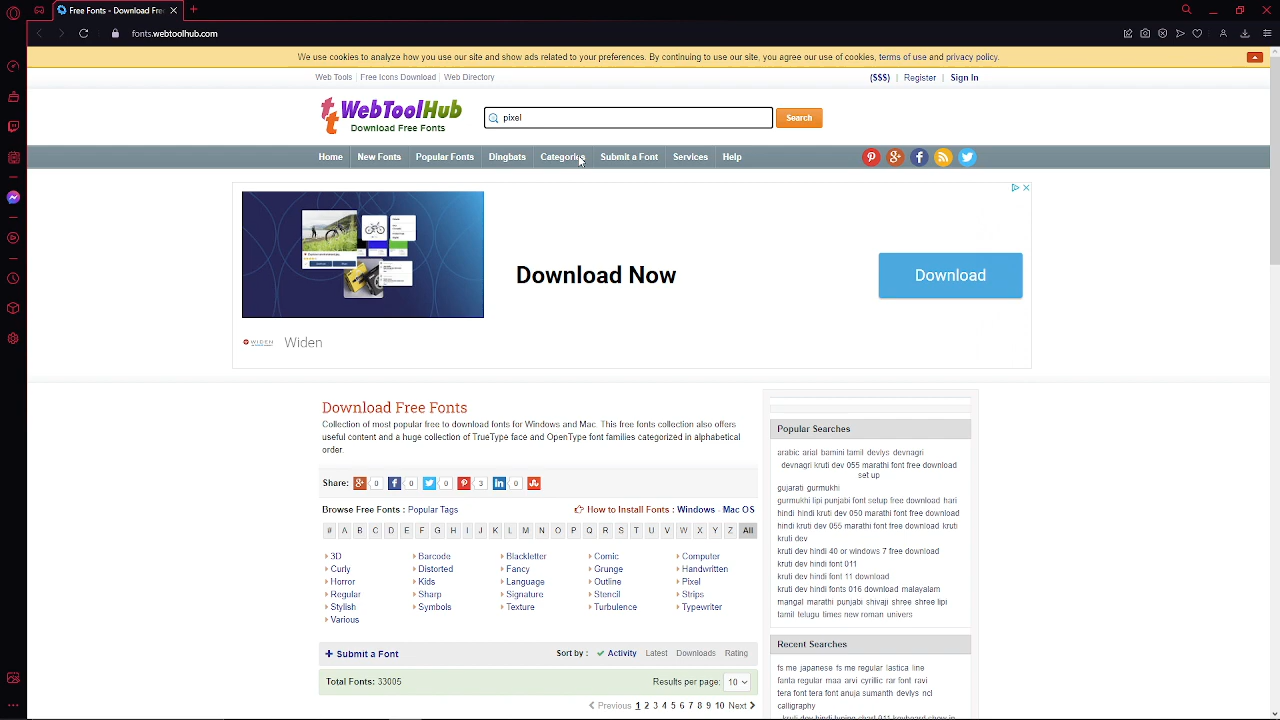 Free Fonts - Download Fre
fonts.webtoolhub.com
We use cookies to analyze how you use our site and show ads related to your preferences. By continuing to use our site, you agree our use of cookies, terms of use and privacy policy.
Web Tools | Free Icons Download | Web Directory
($$$) | Register | Sign In
tt WebToolHub
Download Free Fonts
pixel
Search
Home
New Fonts
Popular Fonts
Dingbats
Categories
Submit a Font
Services
Help
Download Now
Download
WIDEN
Widen
Download Free Fonts
Collection of most popular free to download fonts for Windows and Mac. This free fonts collection also offers
useful content and a huge collection of TrueType face and OpenType font families categorized in alphabetical
order.
Share: 0 0 0 3 0
Browse Free Fonts : Popular Tags
How to Install Fonts : Windows - Mac OS
# A B C D E F G H I J K L M N O P Q R S T U V W X Y Z All
3D Barcode Blackletter Comic Computer
Curly Distorted Fancy Grunge Handwritten
Horror Kids Language Outline Pixel
Regular Sharp Signature Stencil Strips
Stylish Symbols Texture Turbulence Typewriter
Various
+ Submit a Font
Sort by : Activity Latest Downloads Rating
Total Fonts: 33005
Results per page: 10
Previous 1 2 3 4 5 6 7 8 9 10 Next
Popular Searches
arabic arial bamini tamil devlys devnagri
devnagri kruti dev 055 marathi font free download
set up
gujarati gurmukhi
gurmukhi lipi punjabi font setup free download hari
hindi hindi kruti dev 050 marathi font free download
hindi kruti dev 055 marathi font free download kruti
kruti dev
kruti dev hindi 40 or windows 7 free download
kruti dev hindi font 011
kruti dev hindi font 11 download
kruti dev hindi fonts 016 download malayalam
mangal marathi punjabi shivaji shree shree lipi
tamil telugu times new roman univers
Recent Searches
fs me japanese fs me regular lastica line
fanta regular maa arvi cyrillic rar font ravi
tera font tera font anuja sumanth devlys ncl
calligraphy
kruti dev hindi typing chart 011 keyboard show in